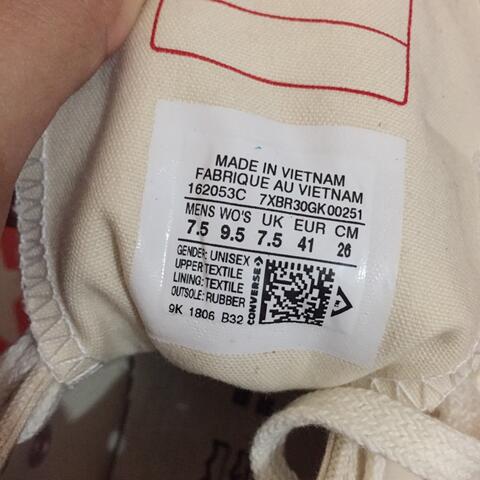 MADE IN VIETNAM
FABRIQUE AU VIETNAM
162053C 7XBR30GK00251
MENS WO'S UK EUR CM
7.5 9.5 7.5 41 26
GENDER: UNISEX
UPPER: TEXTILE
LINING: TEXTILE
OUTSOLE: RUBBER
CONVERSE
9K 1806 B32